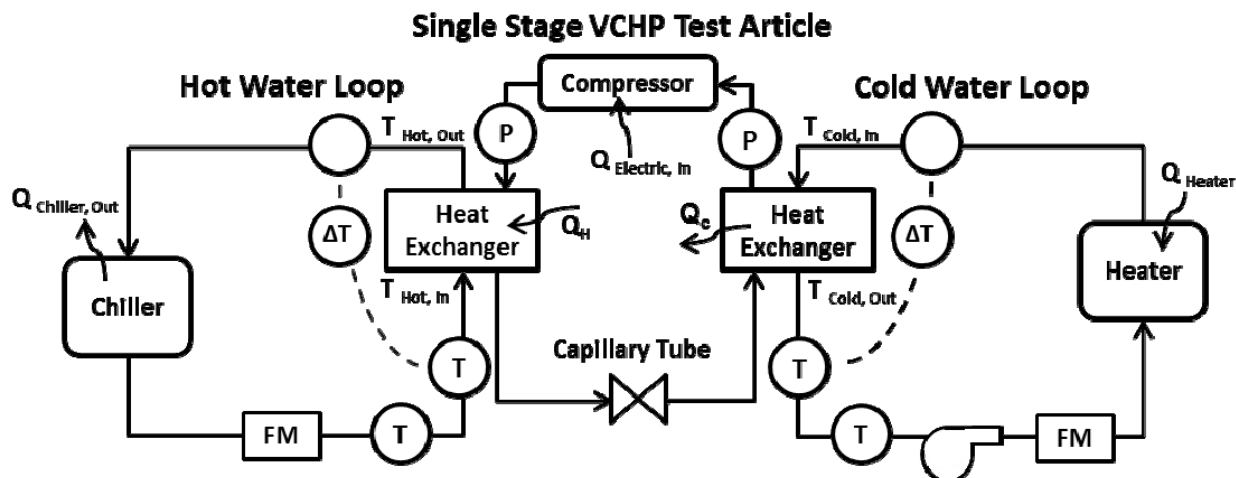 Single Stage VCHP Test Article
Hot Water Loop
Compressor
Cold Water Loop
T Hot, Out
P
P
T Cold, In
Q Electric, In
Q Chiller, Out
Q Heater
ΔT
Heat
Exchanger
Q H
Q C
Heat
Exchanger
ΔT
Chiller
T Hot, In
T Cold, Out
Heater
T
Capillary Tube
T
FM
T
T
FM